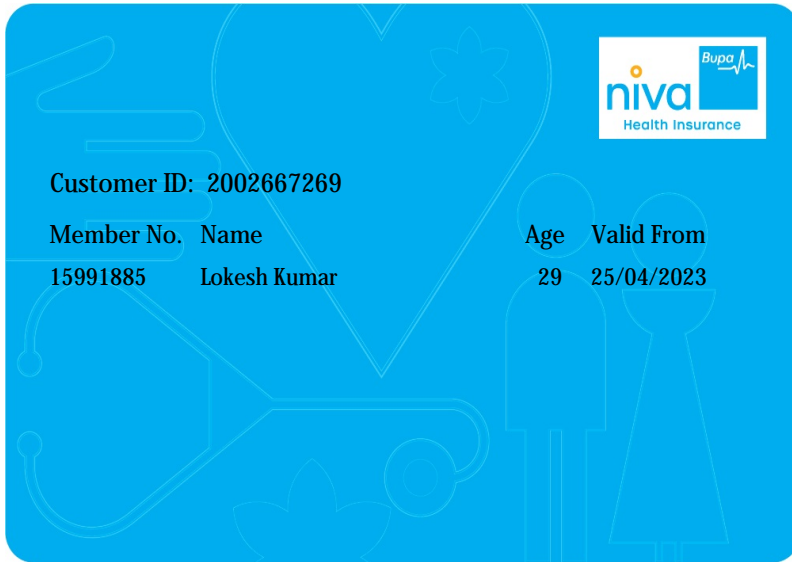 Bupa
niva
Health Insurance
Customer ID: 2002667269
Member No. Name Age Valid From
15991885 Lokesh Kumar 29 25/04/2023